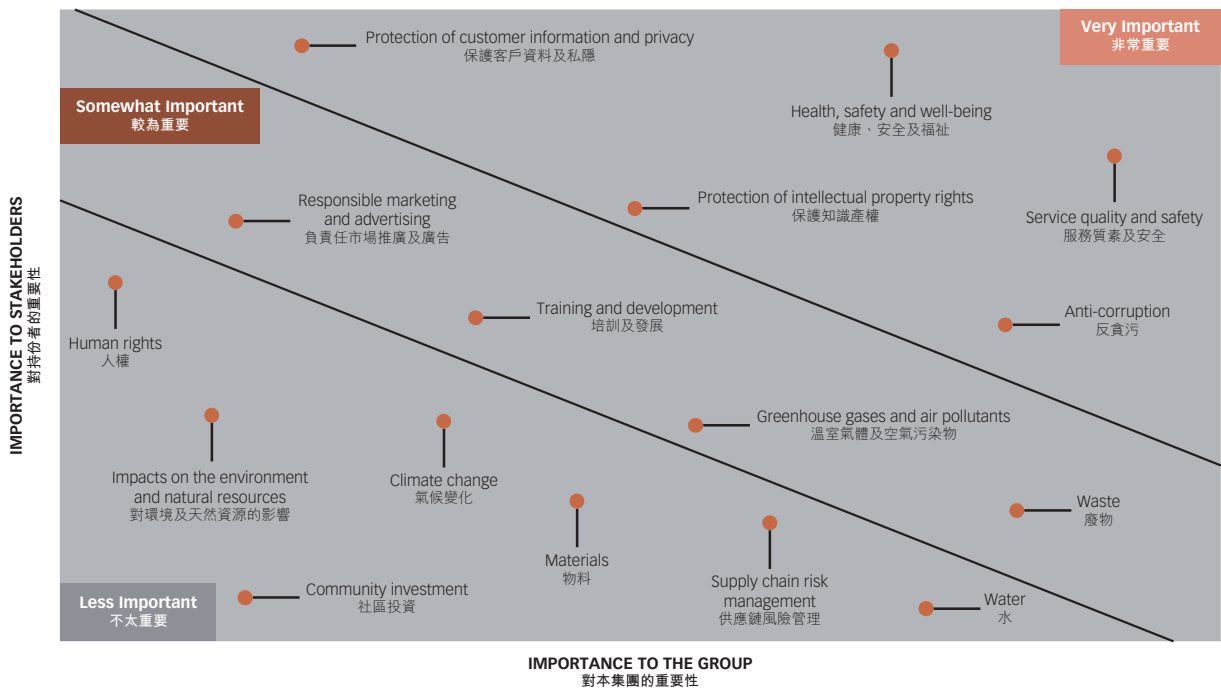 Protection of customer information and privacy
保護客戶資料及私隱
Very Important
非常重要
Health, safety and well-being
健康、安全及福祉
Somewhat Important
較為重要
Responsible marketing
and advertising
負責任市場推廣及廣告
Protection of intellectual property rights
保護知識產權
Service quality and safety
服務質素及安全
Human rights
人權
Training and development
培訓及發展
Anti-corruption
反貪污
Greenhouse gases and air pollutants
溫室氣體及空氣污染物
Impacts on the environment
and natural resources
對環境及天然資源的影響
Climate change
氣候變化
Waste
廢物
Materials
物料
Supply chain risk
management
供應鏈風險管理
Less Important
不太重要
Community investment
社區投資
Water
水
IMPORTANCE TO STAKEHOLDERS
對持份者的重要性
IMPORTANCE TO THE GROUP
對本集團的重要性